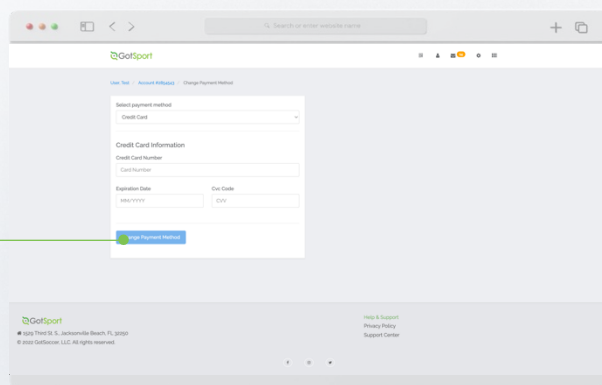 Search or enter website name
GotSport
User: Test / Account / Change Payment Method
Select payment method
Credit Card
Credit Card Information
Credit Card Number
Card Number
Expiration Date Cvc Code
MM/YYYY CVV
Change Payment Method
GotSport
1529 Third St. S., Jacksonville Beach, FL 32250
© 2022 GotSoccer, LLC. All rights reserved.
Help & Support
Privacy Policy
Support Center